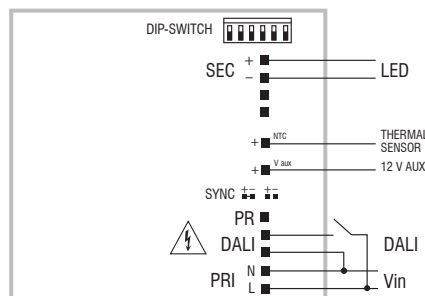 DIP-SWITCH
+
SEC LED
–
+ NTC THERMAL SENSOR
+ V aux 12 V AUX
SYNC +– +–
PR
DALI DALI
N
PRI Vin
L